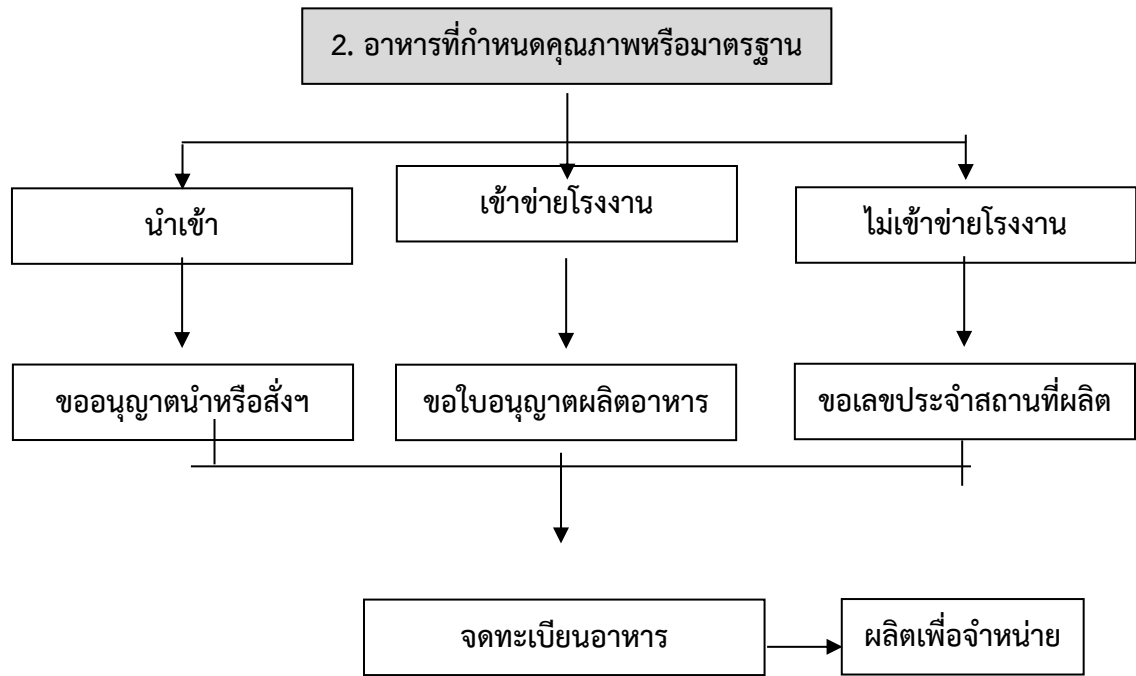 2. อาหารที่กำหนดคุณภาพหรือมาตรฐาน
นำเข้า
เข้าข่ายโรงงาน
ไม่เข้าข่ายโรงงาน
ขออนุญาตนำหรือสั่งฯ
ขอใบอนุญาตผลิตอาหาร
ขอเลขประจำสถานที่ผลิต
จดทะเบียนอาหาร
ผลิตเพื่อจำหน่าย